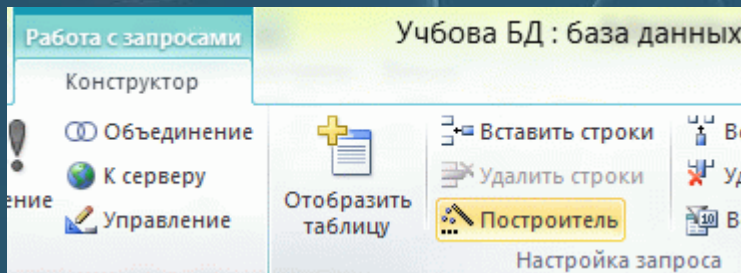 Работа с запросами
Учбова БД : база данных
Конструктор
Объединение
К серверу
Управление
Отобразить
таблицу
Вставить строки
Удалить строки
Построитель
Настройка запроса